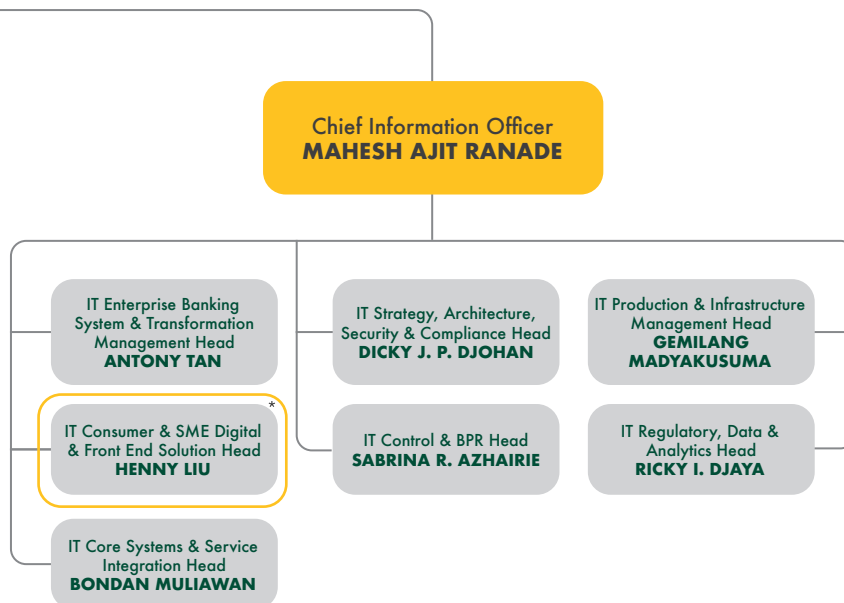 Chief Information Officer
MAHESH AJIT RANADE
IT Enterprise Banking
System & Transformation
Management Head
ANTONY TAN
IT Strategy, Architecture,
Security & Compliance Head
DICKY J. P. DJOHAN
IT Production & Infrastructure
Management Head
GEMILANG
MADYAKUSUMA
*
IT Consumer & SME Digital
& Front End Solution Head
HENNY LIU
IT Control & BPR Head
SABRINA R. AZHAIRIE
IT Regulatory, Data &
Analytics Head
RICKY I. DJAYA
IT Core Systems & Service
Integration Head
BONDAN MULIAWAN